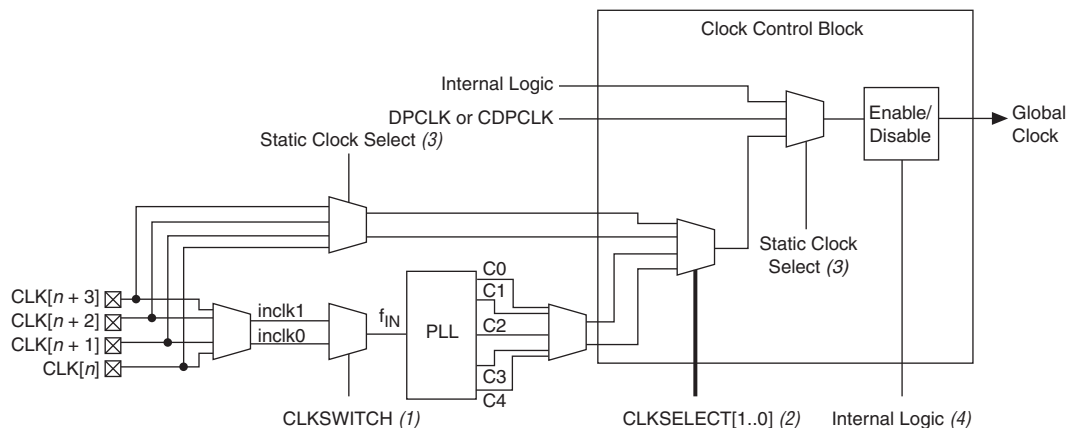 Clock Control Block
Internal Logic
DPCLK or CDPCLK
Enable/
Disable
Global
Clock
Static Clock Select (3)
Static Clock
Select (3)
CLK[n + 3]
CLK[n + 2]
CLK[n + 1]
CLK[n]
inclk1
inclk0
fIN
PLL
C0
C1
C2
C3
C4
CLKSWITCH (1)
CLKSELECT[1..0] (2)
Internal Logic (4)